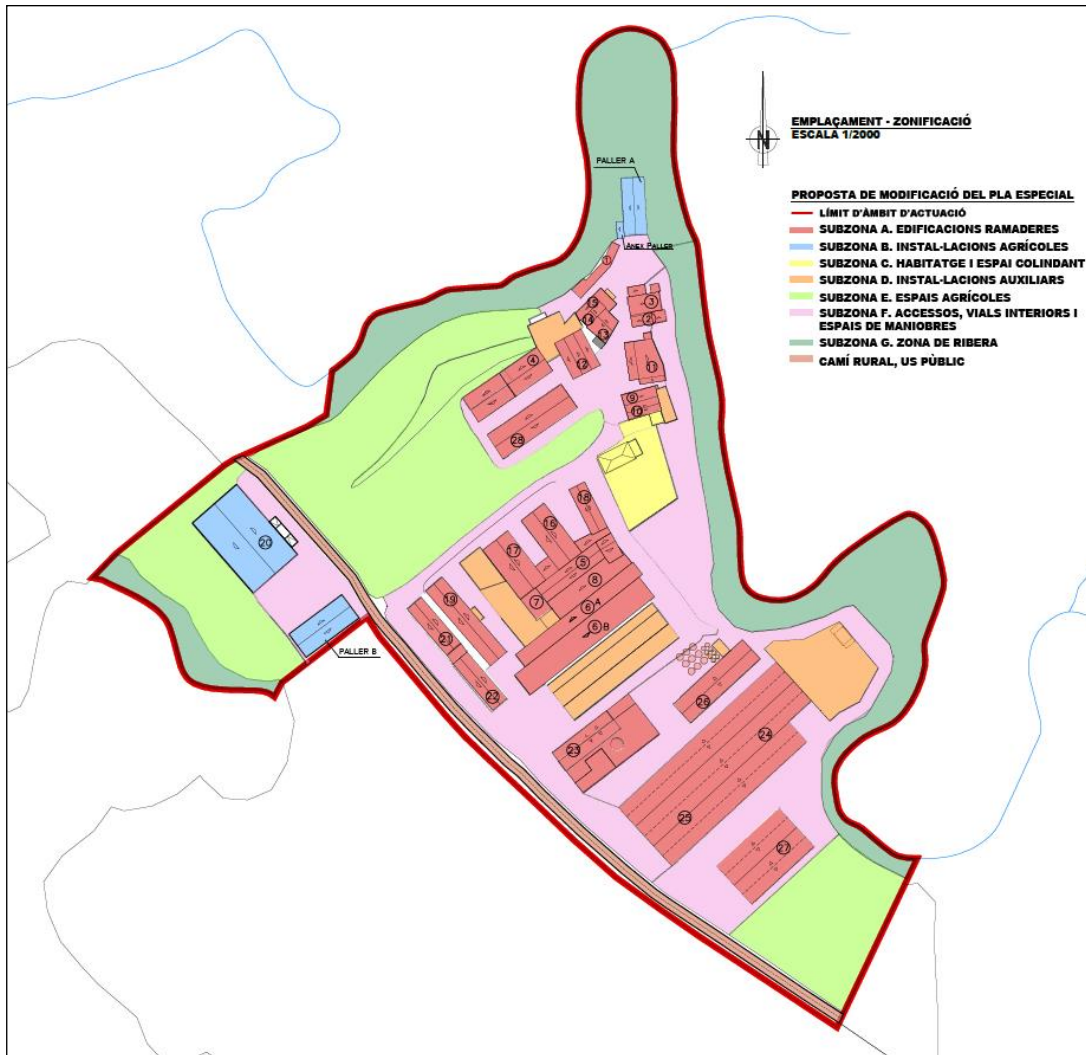 EMPLAÇAMENT - ZONIFICACIÓ
ESCALA 1/2000
N
PROPOSTA DE MODIFICACIÓ DEL PLA ESPECIAL
LÍMIT D'ÀMBIT D'ACTUACIÓ
SUBZONA A. EDIFICACIONS RAMADERES
SUBZONA B. INSTAL·LACIONS AGRÍCOLES
SUBZONA C. HABITATGE I ESPAI COLINDANT
SUBZONA D. INSTAL·LACIONS AUXILIARS
SUBZONA E. ESPAIS AGRÍCOLES
SUBZONA F. ACCESSOS, VIALS INTERIORS I
ESPAIS DE MANIOBRES
SUBZONA G. ZONA DE RIBERA
CAMÍ RURAL, US PÙBLIC
PALLER A
ANEX PALLER
1
15
3
14
2
13
4
12
11
9
10
28
18
16
20
17
5
8
7
19
6 A
6 B
21
PALLER B
22
26
23
24
25
27